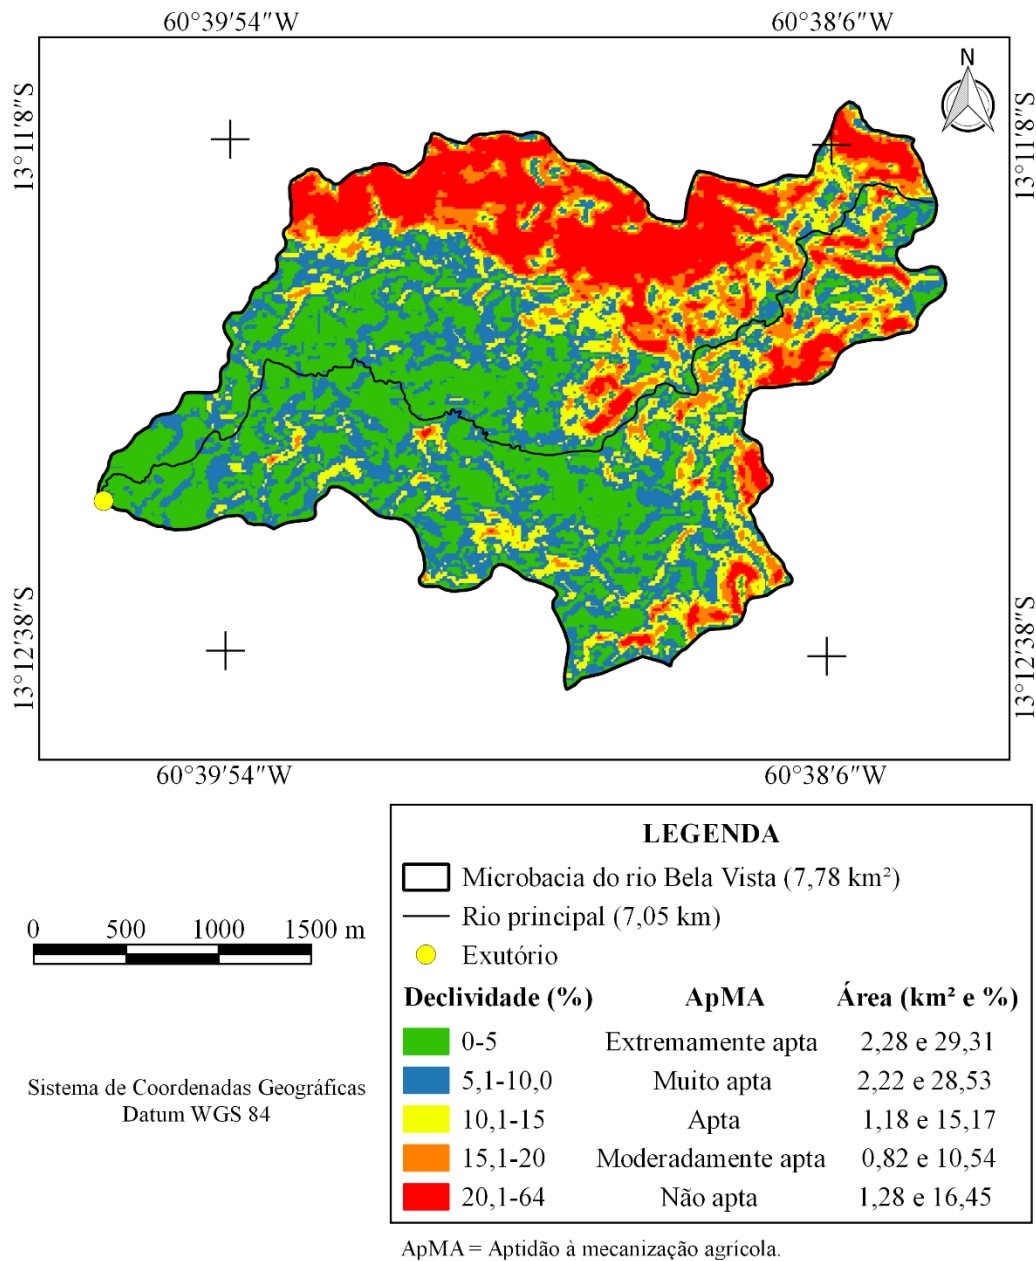 60°39'54"W 60°38'6"W
N
13°11'8"S 13°11'8"S
13°12'38"S 13°12'38"S
60°39'54"W 60°38'6"W
LEGENDA
Microbacia do rio Bela Vista (7,78 km²)
Rio principal (7,05 km)
Exutório
0 500 1000 1500 m
Declividade (%) ApMA Área (km² e %)
0-5 Extremamente apta 2,28 e 29,31
5,1-10,0 Muito apta 2,22 e 28,53
10,1-15 Apta 1,18 e 15,17
15,1-20 Moderadamente apta 0,82 e 10,54
20,1-64 Não apta 1,28 e 16,45
Sistema de Coordenadas Geográficas
Datum WGS 84
ApMA = Aptidão à mecanização agrícola.